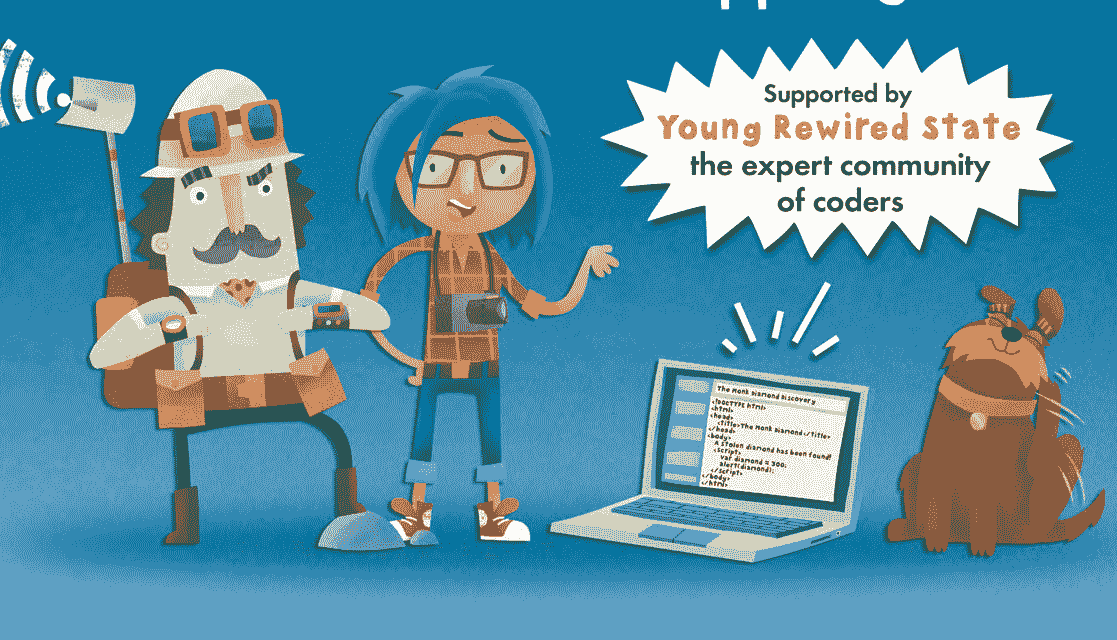 Supported by
Young Rewired State
the expert community
of coders
The Monk Diamond Discovery
<!DOCTYPE html>
<html>
<head>
<title>The Monk Diamond</title>
</head>
<body>
A stolen diamond has been found!
<script>
var diamond = 300;
alert(diamond);
</script>
</body>
</html>